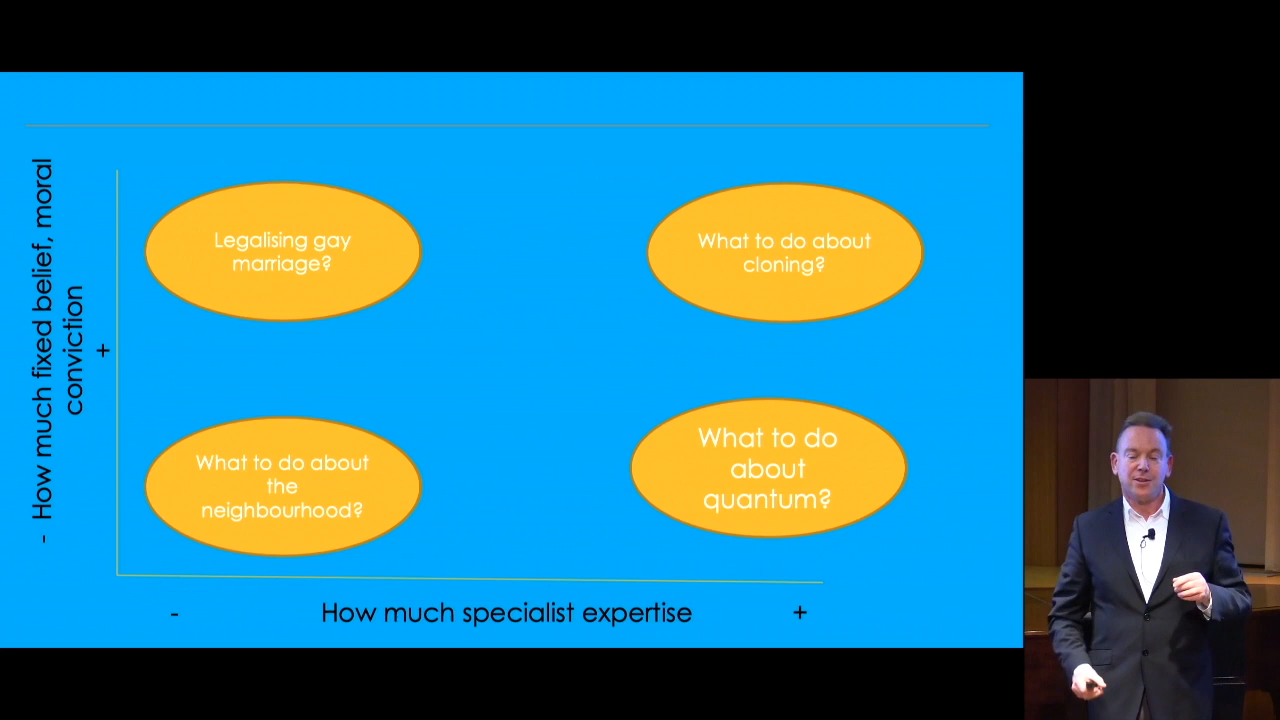 - How much fixed belief, moral
conviction
+
Legalising gay
marriage?
What to do about
cloning?
What to do about
the
neighbourhood?
What to do
about
quantum?
- How much specialist expertise +